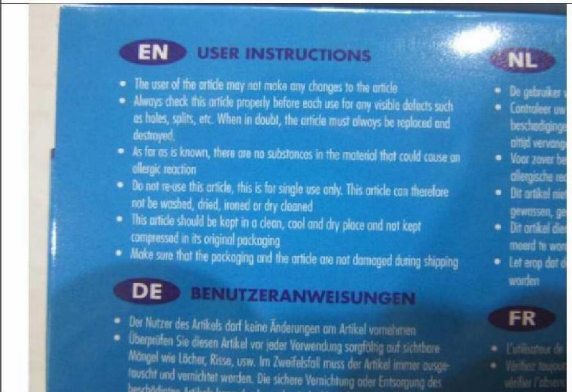 EN USER INSTRUCTIONS
• The user of the article may not make any changes to the article
• Always check this article properly before each use for any visible defects such
as holes, splits, etc. When in doubt, the article must always be replaced and
destroyed.
• As far as is known, there are no substances in the material that could cause an
allergic reaction
• Do not re-use this article, this is for single use only. This article can therefore
not be washed, dried, ironed or dry cleaned
• This article should be kept in a clean, cool and dry place and not kept
compressed in its original packaging
• Make sure that the packaging and the article are not damaged during shipping
DE BENUTZERANWEISUNGEN
• Der Nutzer des Artikels darf keine Änderungen am Artikel vornehmen
• Überprüfen Sie diesen Artikel vor jeder Verwendung sorgfältig auf sichtbare
Mängel wie Löcher, Risse, usw. Im Zweifelsfall muss der Artikel immer ausge-
tauscht und vernichtet werden. Die sichere Vernichtung oder Entsorgung des
NL
• De gebruiker
• Controleer uw
beschadiginge
altijd vervang
• Voor zover be
allergische rea
• Dit artikel niet
gewassen, ge
• Dit artikel die
moerd te wor
• Let erop dat d
worden
FR
• L'utilisateur de
• Vérifiez toujou
vérifier l'absen